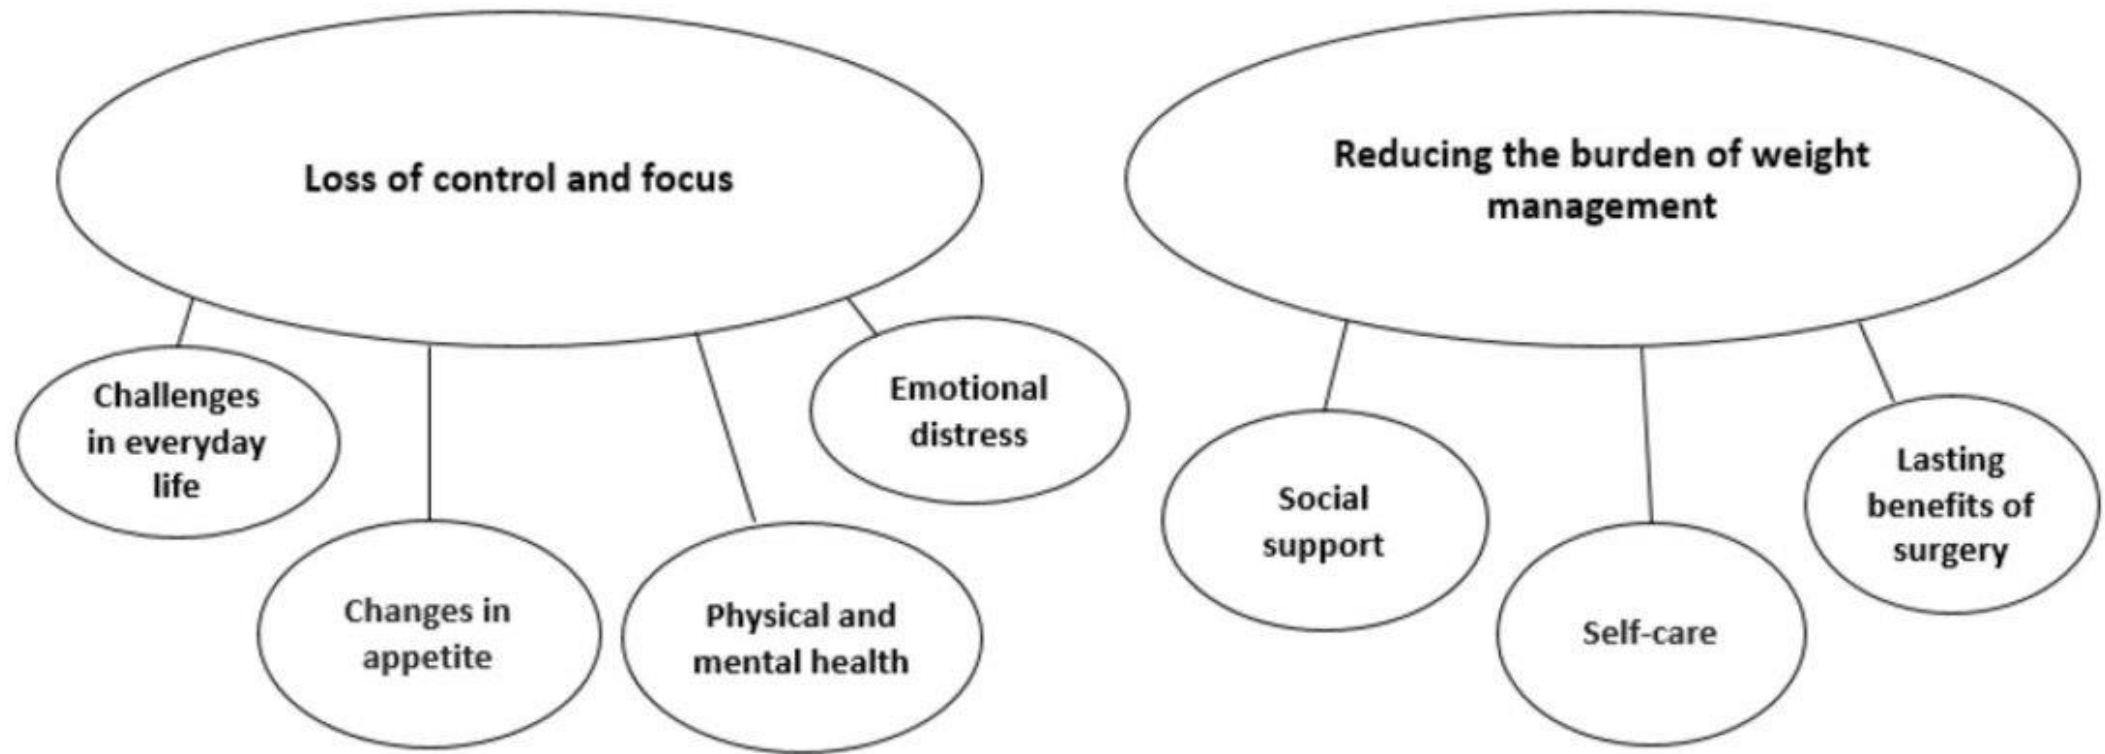 Loss of control and focus
Challenges
in everyday
life
Changes in
appetite
Physical and
mental health
Emotional
distress
Reducing the burden of weight
management
Social
support
Self-care
Lasting
benefits of
surgery